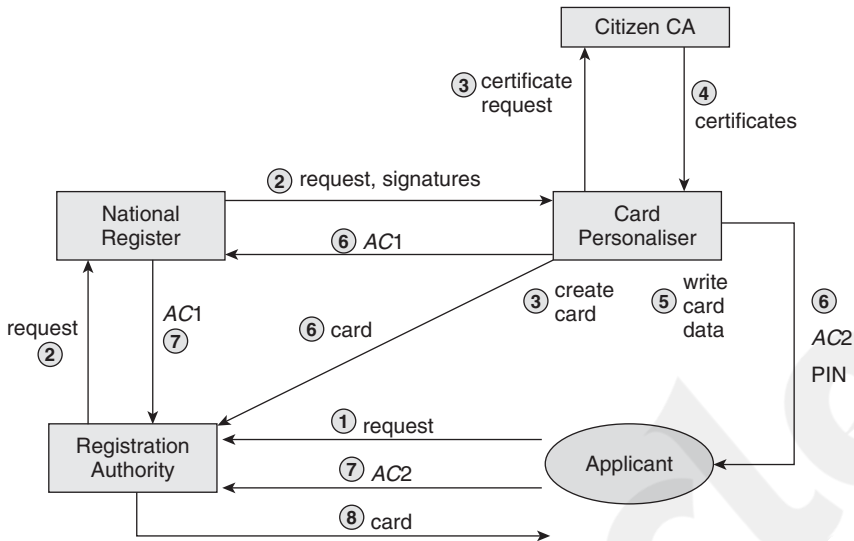 Citizen CA
3 certificate
request
4
certificates
2 request, signatures
National
Register
Card
Personaliser
6 AC1
3 create
card
5 write
card
data
6
AC2
PIN
request
2
AC1
7
6 card
1 request
Registration
Authority
Applicant
7 AC2
8 card